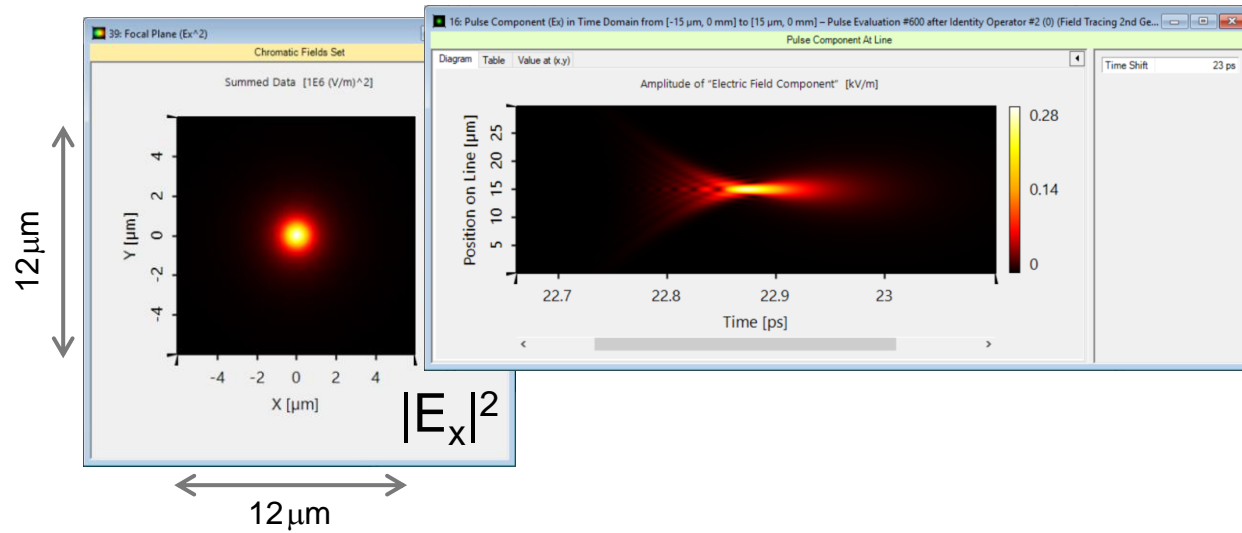 39: Focal Plane (Ex^2)
Chromatic Fields Set
Summed Data [1E6 (V/m)^2]
Y [µm]
4
2
0
-2
-4
-4 -2 0 2 4
X [µm]
|Ex|2
12µm
12µm
16: Pulse Component (Ex) in Time Domain from [-15 µm, 0 mm] to [15 µm, 0 mm] – Pulse Evaluation #600 after Identity Operator #2 (0) (Field Tracing 2nd Ge...
Pulse Component At Line
Diagram Table Value at (x,y)
Amplitude of "Electric Field Component" [kV/m]
Position on Line [µm]
25
20
15
10
5
22.7 22.8 22.9 23
Time [ps]
0.28
0.14
0
Time Shift 23 ps